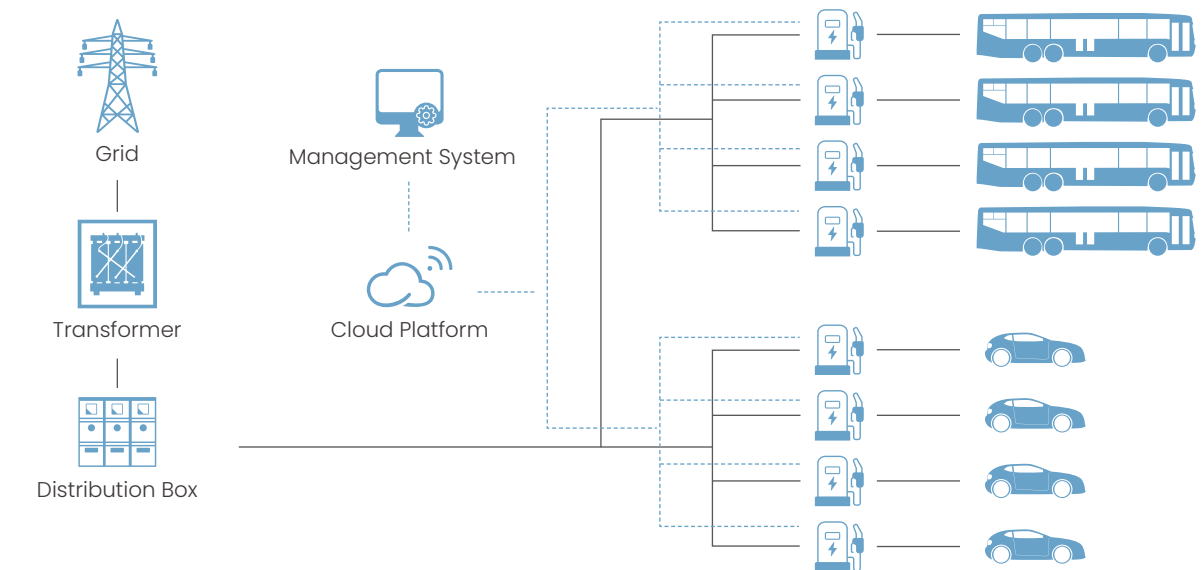 Grid
Management System
Transformer
Cloud Platform
Distribution Box